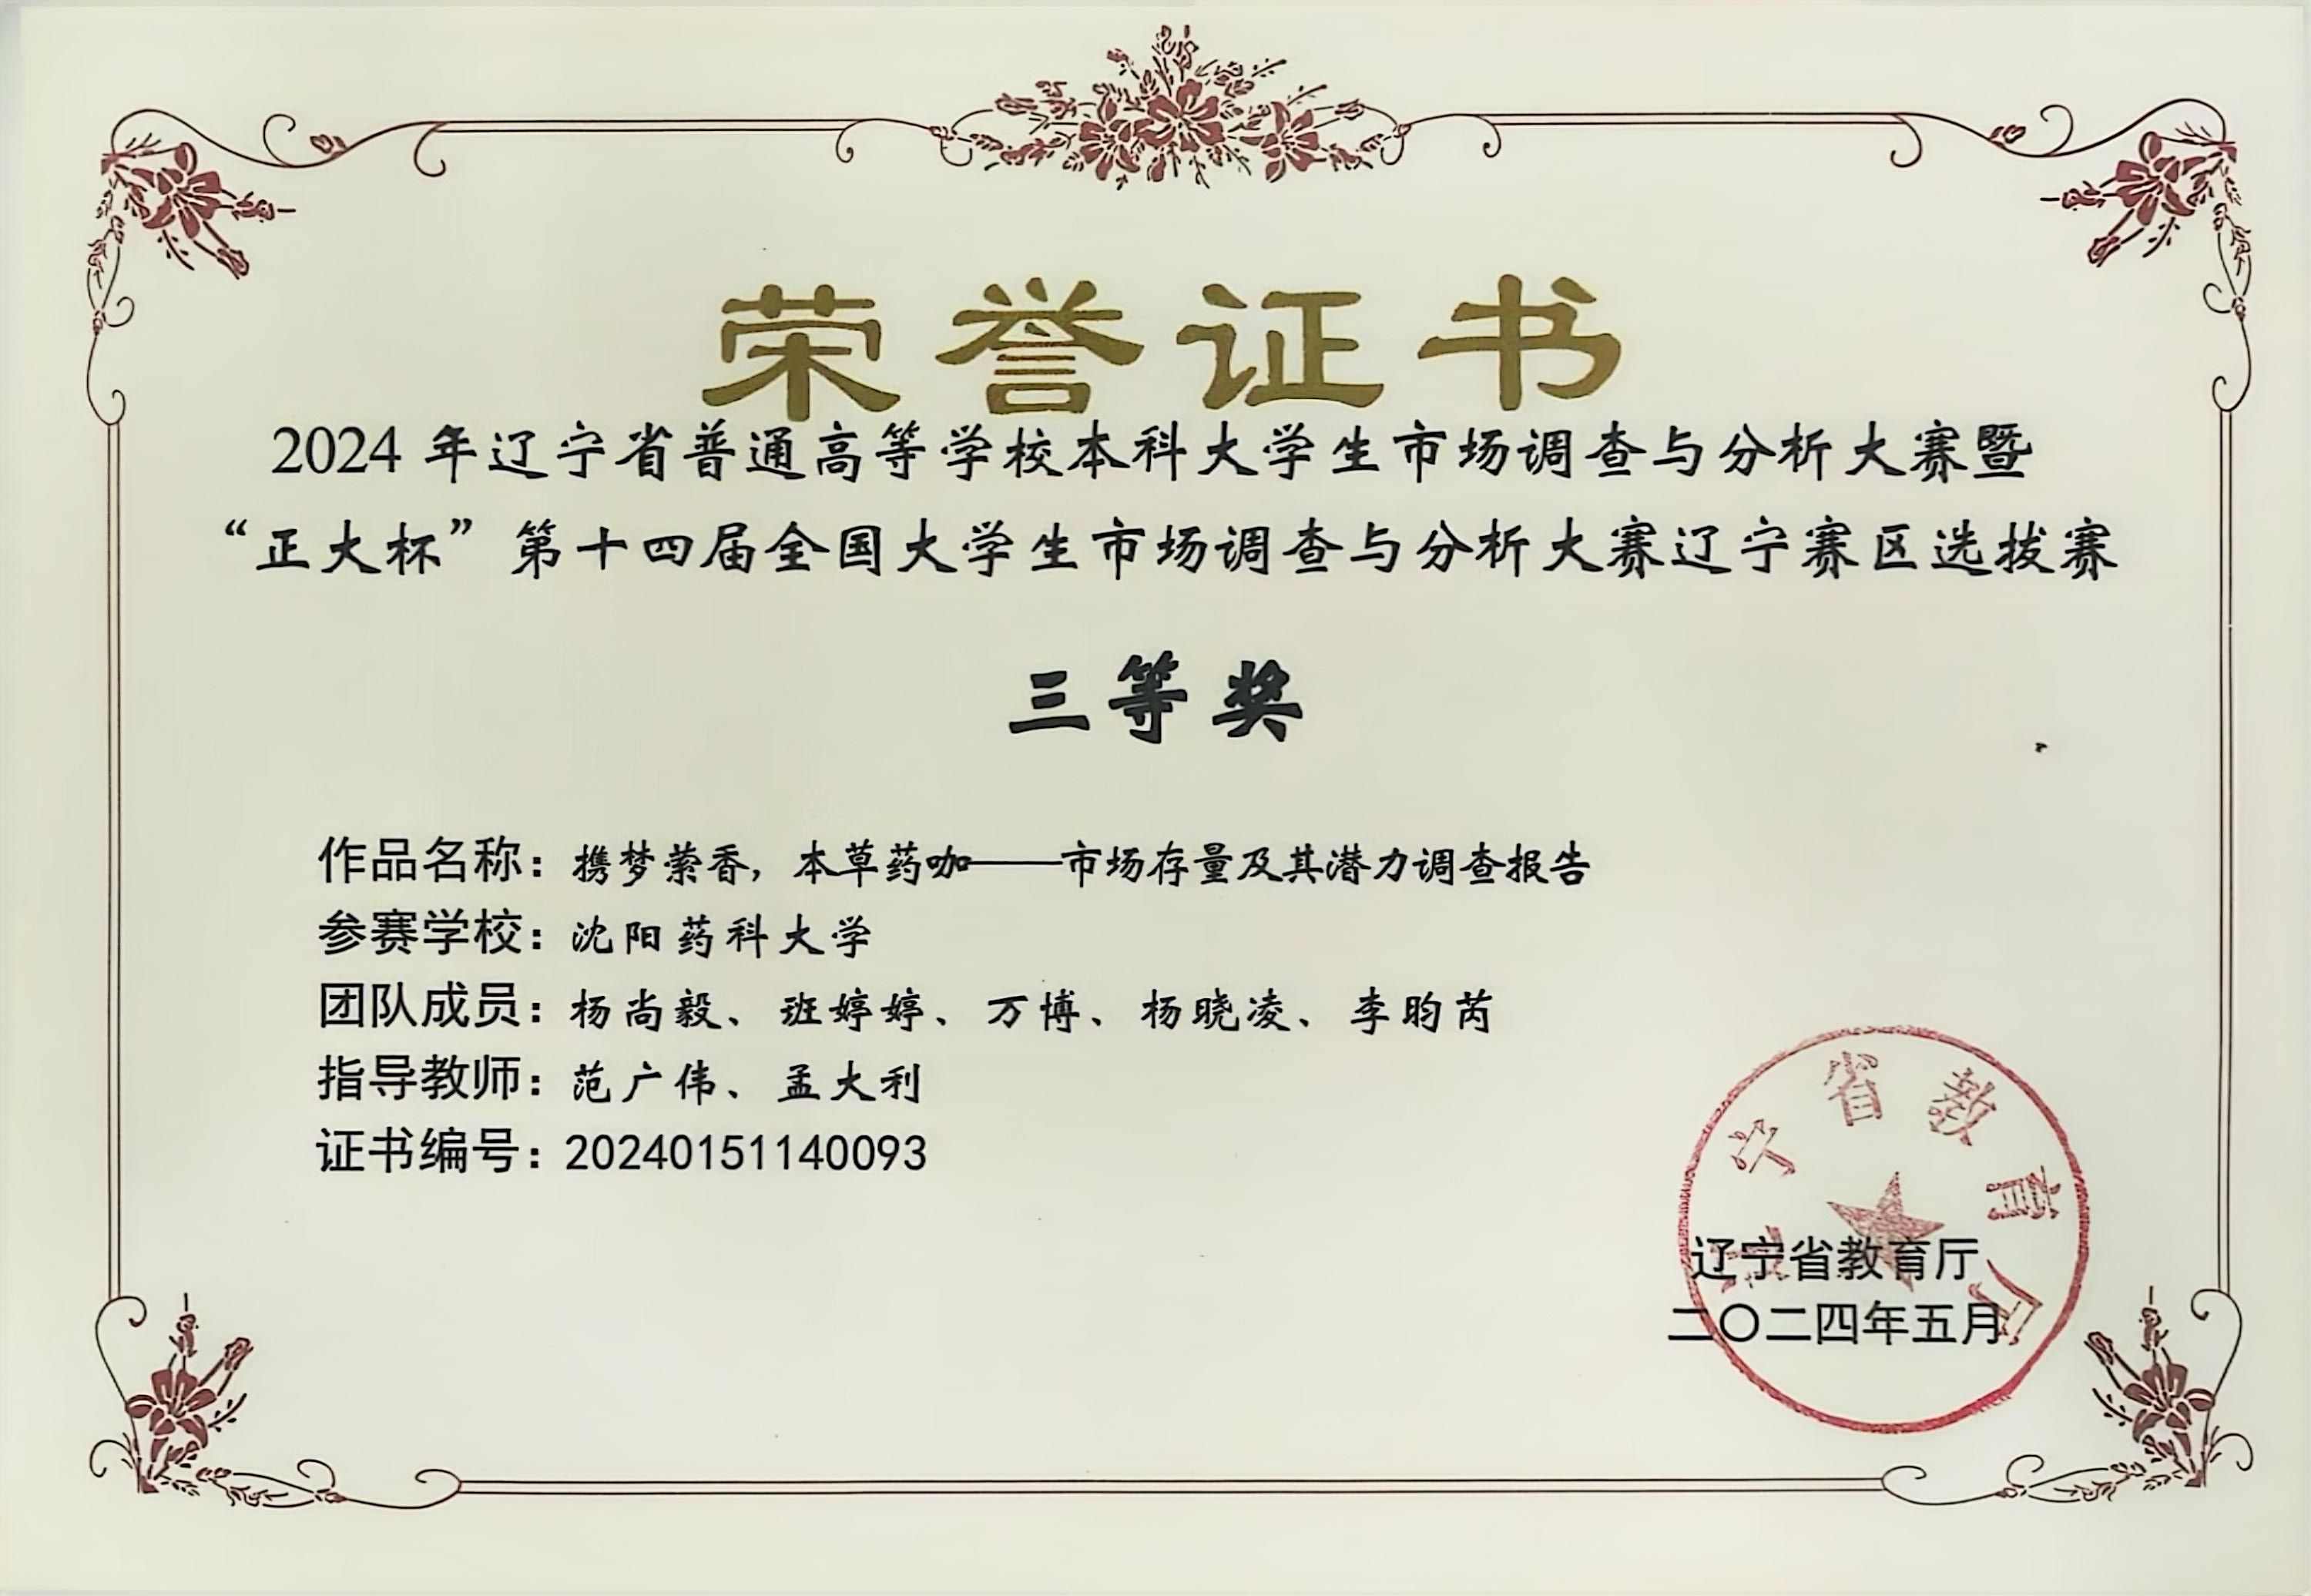 荣誉证书
2024年辽宁省普通高等学校本科大学生市场调查与分析大赛暨
“正大杯”第十四届全国大学生市场调查与分析大赛辽宁赛区选拔赛
三等奖
作品名称：携梦萦香，本草药咖——市场存量及其潜力调查报告
参赛学校：沈阳药科大学
团队成员：杨尚毅、班婷婷、万博、杨晓凌、李昀芮
指导教师：范广伟、孟大利
证书编号：20240151140093
辽宁省教育厅
辽宁省教育厅
二〇二四年五月